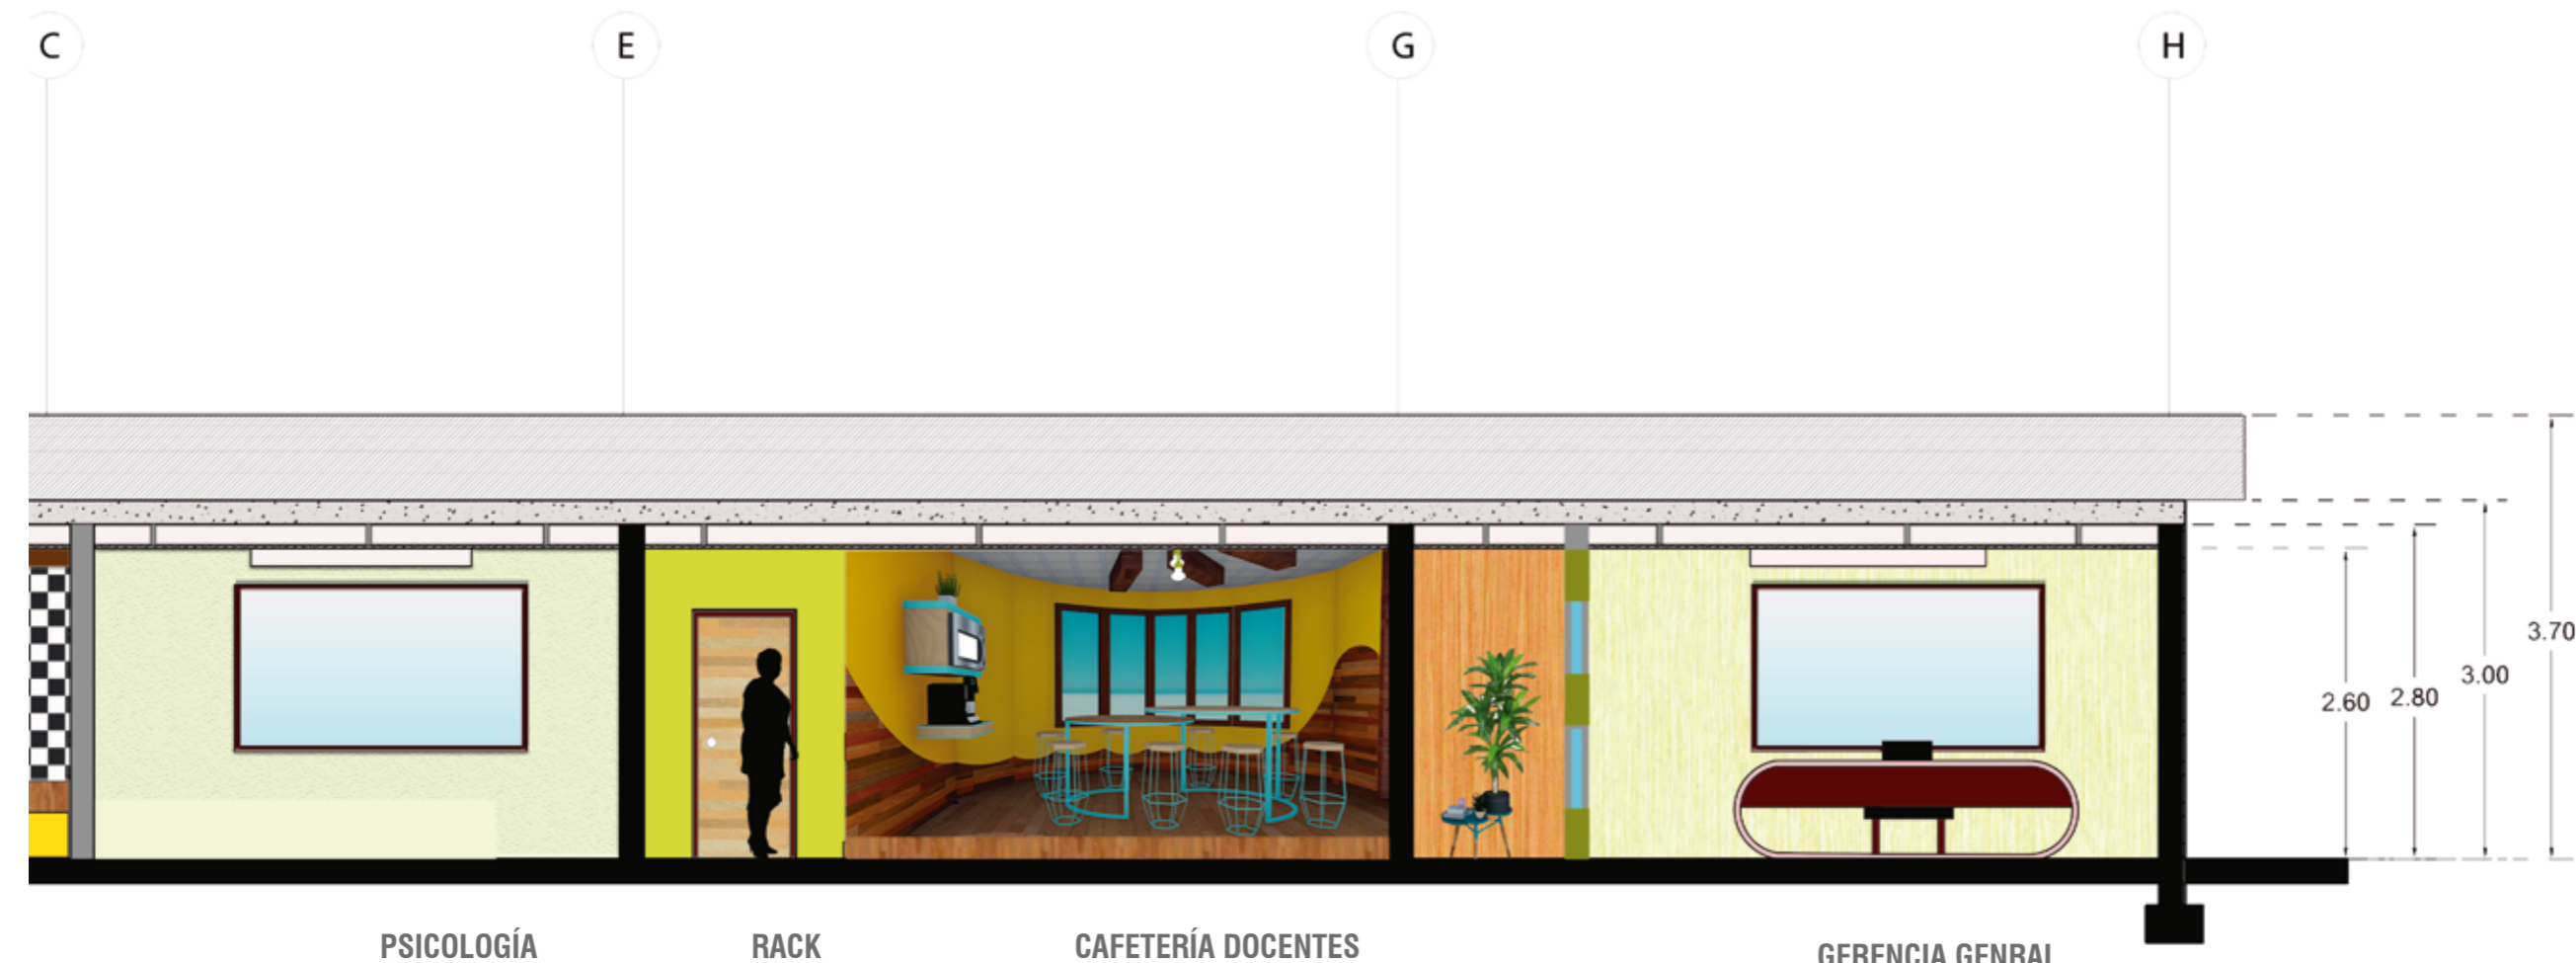 C
E
G
H
3.70
3.00
2.80
2.60
PSICOLOGÍA
RACK
CAFETERÍA DOCENTES
GERENCIA GENRAL